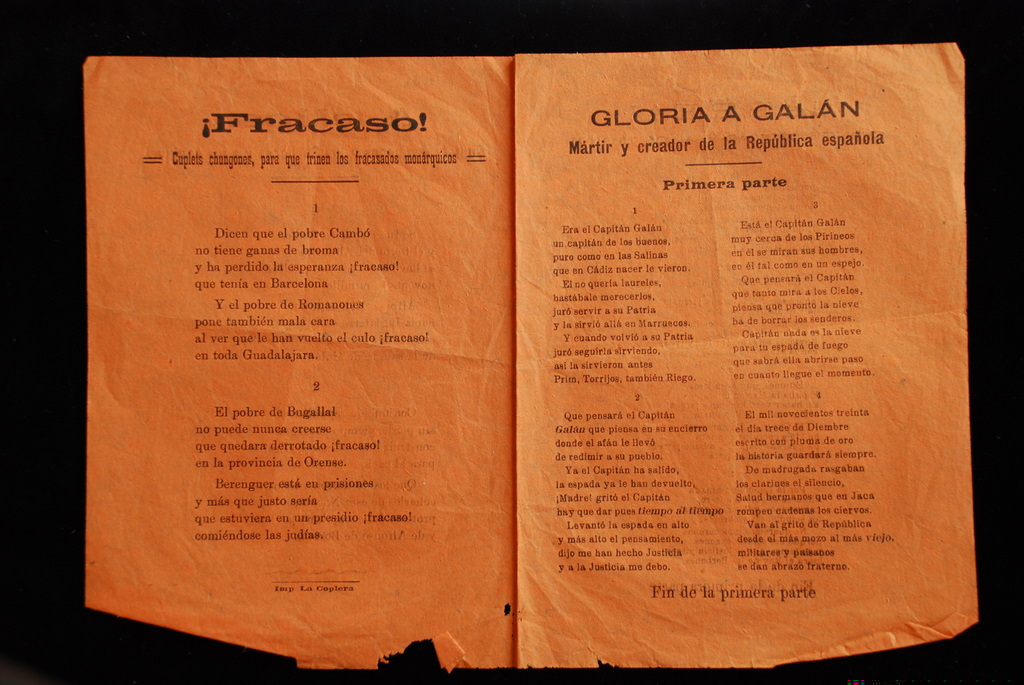 ¡Fracaso!
Cuplets chungones, para que trinen los fracasados monárquicos
1
Dicen que el pobre Cambó
no tiene ganas de broma
y ha perdido la esperanza ¡fracaso!
que tenía en Barcelona
Y el pobre de Romanones
pone también mala cara
al ver que le han vuelto el culo ¡fracaso!
en toda Guadalajara.
2
El pobre de Bugallal
no puede nunca creerse
que quedara derrotado ¡fracaso!
en la provincia de Orense.
Berenguer está en prisiones
y más que justo sería
que estuviera en un presidio ¡fracaso!
comiéndose las judías.
Imp La Coplera
GLORIA A GALÁN
Mártir y creador de la República española
Primera parte
1
Era el Capitán Galán
un capitán de los buenos,
puro como en las Salinas
que en Cádiz nacer le vieron.
El no quería laureles,
bastábale merecerlos,
juró servir a su Patria
y la sirvió allá en Marruecos.
Y cuando volvió a su Patria
juró seguirla sirviendo,
así la sirvieron antes
Prim, Torrijos, también Riego.
2
Que pensará el Capitán
Galán que piensa en su encierro
donde el afán le llevó
de redimir a su pueblo.
Ya el Capitán ha salido,
la espada ya le han devuelto,
¡Madre! gritó el Capitán
hay que dar pues tiempo al tiempo
Levantó la espada en alto
y más alto el pensamiento,
dijo me han hecho Justicia
y a la Justicia me debo.
3
Está el Capitán Galán
muy cerca de los Pirineos
en él se miran sus hombres,
en él tal como en un espejo.
Que pensará el Capitán
que tanto mira a los Cielos,
piensa que pronto la nieve
ha de borrar los senderos.
Capitán nada es la nieve
para tu espada de fuego
que sabrá ella abrirse paso
en cuanto llegue el momento.
4
El mil novecientos treinta
el día trece de Diembre
escrito con pluma de oro
la historia guardará siempre.
De madrugada rasgaban
los clarines el silencio,
Salud hermanos que en Jaca
rompen cadenas los ciervos.
Van al grito de República
desde el más mozo al más viejo,
militares y paisanos
se dan abrazo fraterno.
Fin de la primera parte